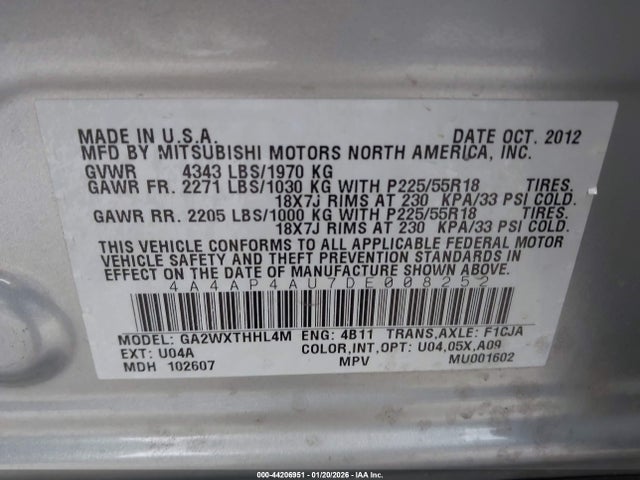 MADE IN U.S.A. DATE OCT. 2012
MFD BY MITSUBISHI MOTORS NORTH AMERICA, INC.
GVWR 4343 LBS/1970 KG
GAWR FR. 2271 LBS/1030 KG WITH P225/55R18 TIRES.
18X7J RIMS AT 230 KPA/33 PSI COLD.
GAWR RR. 2205 LBS/1000 KG WITH P225/55R18 TIRES.
18X7J RIMS AT 230 KPA/33 PSI COLD.
THIS VEHICLE CONFORMS TO ALL APPLICABLE FEDERAL MOTOR
VEHICLE SAFETY AND THEFT PREVENTION STANDARDS IN
EFFECT ON THE DATE OF MANUFACTURE SHOWN ABOVE.
4A4AP4AU7DE008252
MODEL: GA2WXTHHL4M ENG: 4B11 TRANS,AXLE: F1CJA
EXT: U04A COLOR,INT,OPT: U04,05X,A09
MDH 102607 MPV MU001602
000-44206951 - 01/20/2026 - IAA Inc.